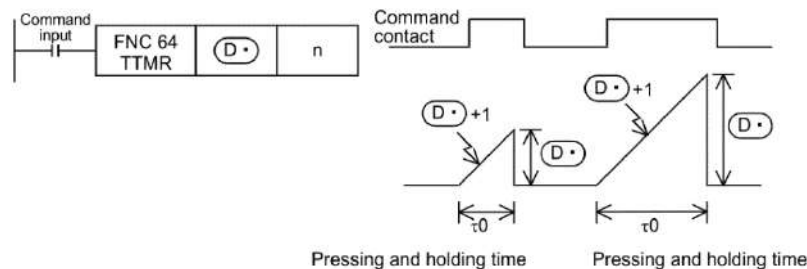 Command
input
FNC 64
TTMR
D •
n
Command
contact
D • +1
D •
D • +1
D •
τ0
τ0
Pressing and holding time
Pressing and holding time